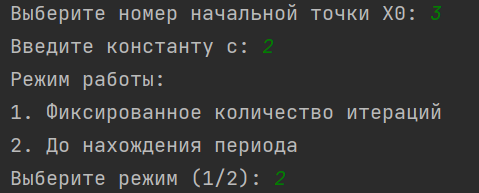 Выберите номер начальной точки X0: 3
Введите константу c: 2
Режим работы:
1. Фиксированное количество итераций
2. До нахождения периода
Выберите режим (1/2): 2